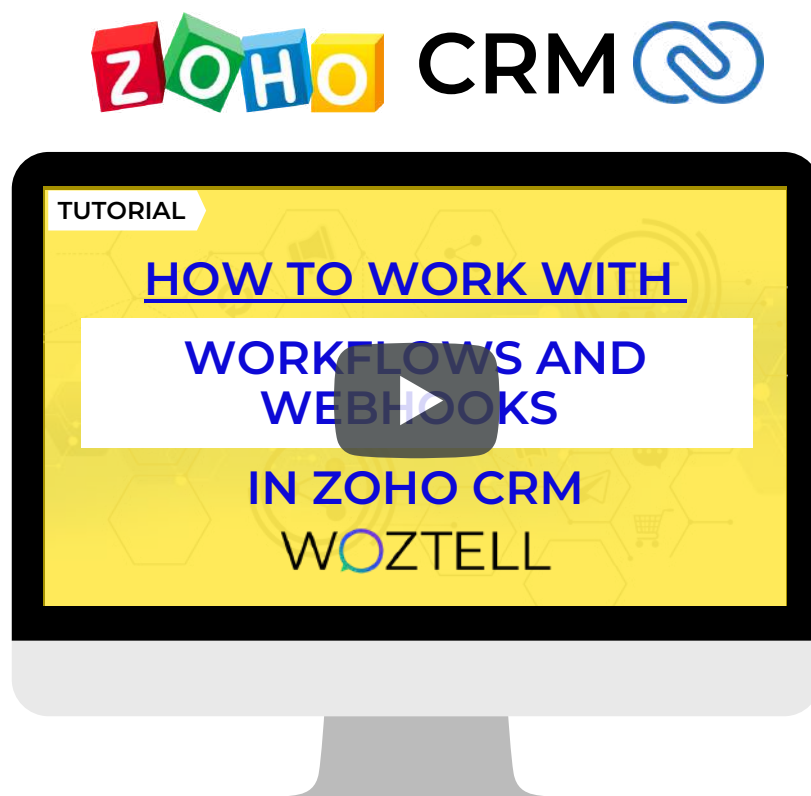 ZOHO CRM
TUTORIAL
HOW TO WORK WITH
WORKFLOWS AND
WEBHOOKS
IN ZOHO CRM
WOZTELL